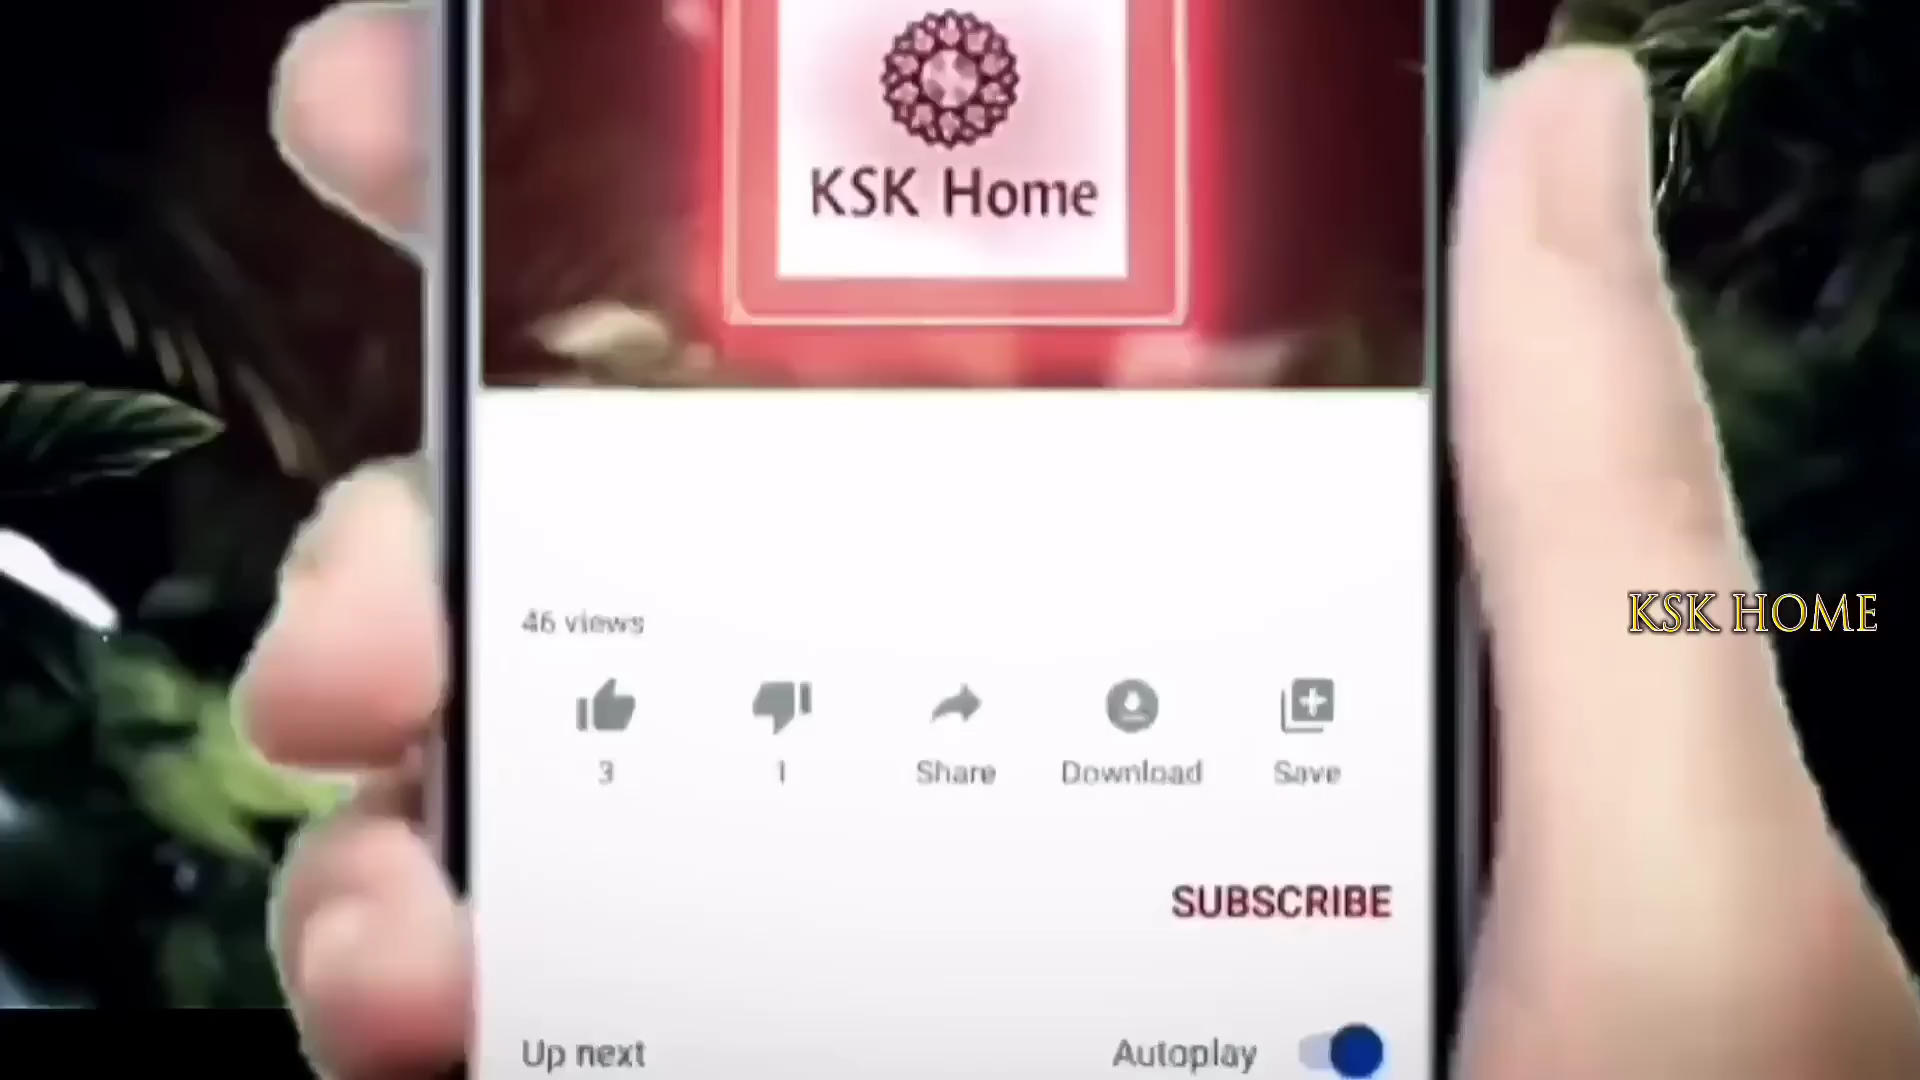 KSK Home
46 views
3
1
Share
Download
Save
KSK HOME
SUBSCRIBE
Up next
Autoplay